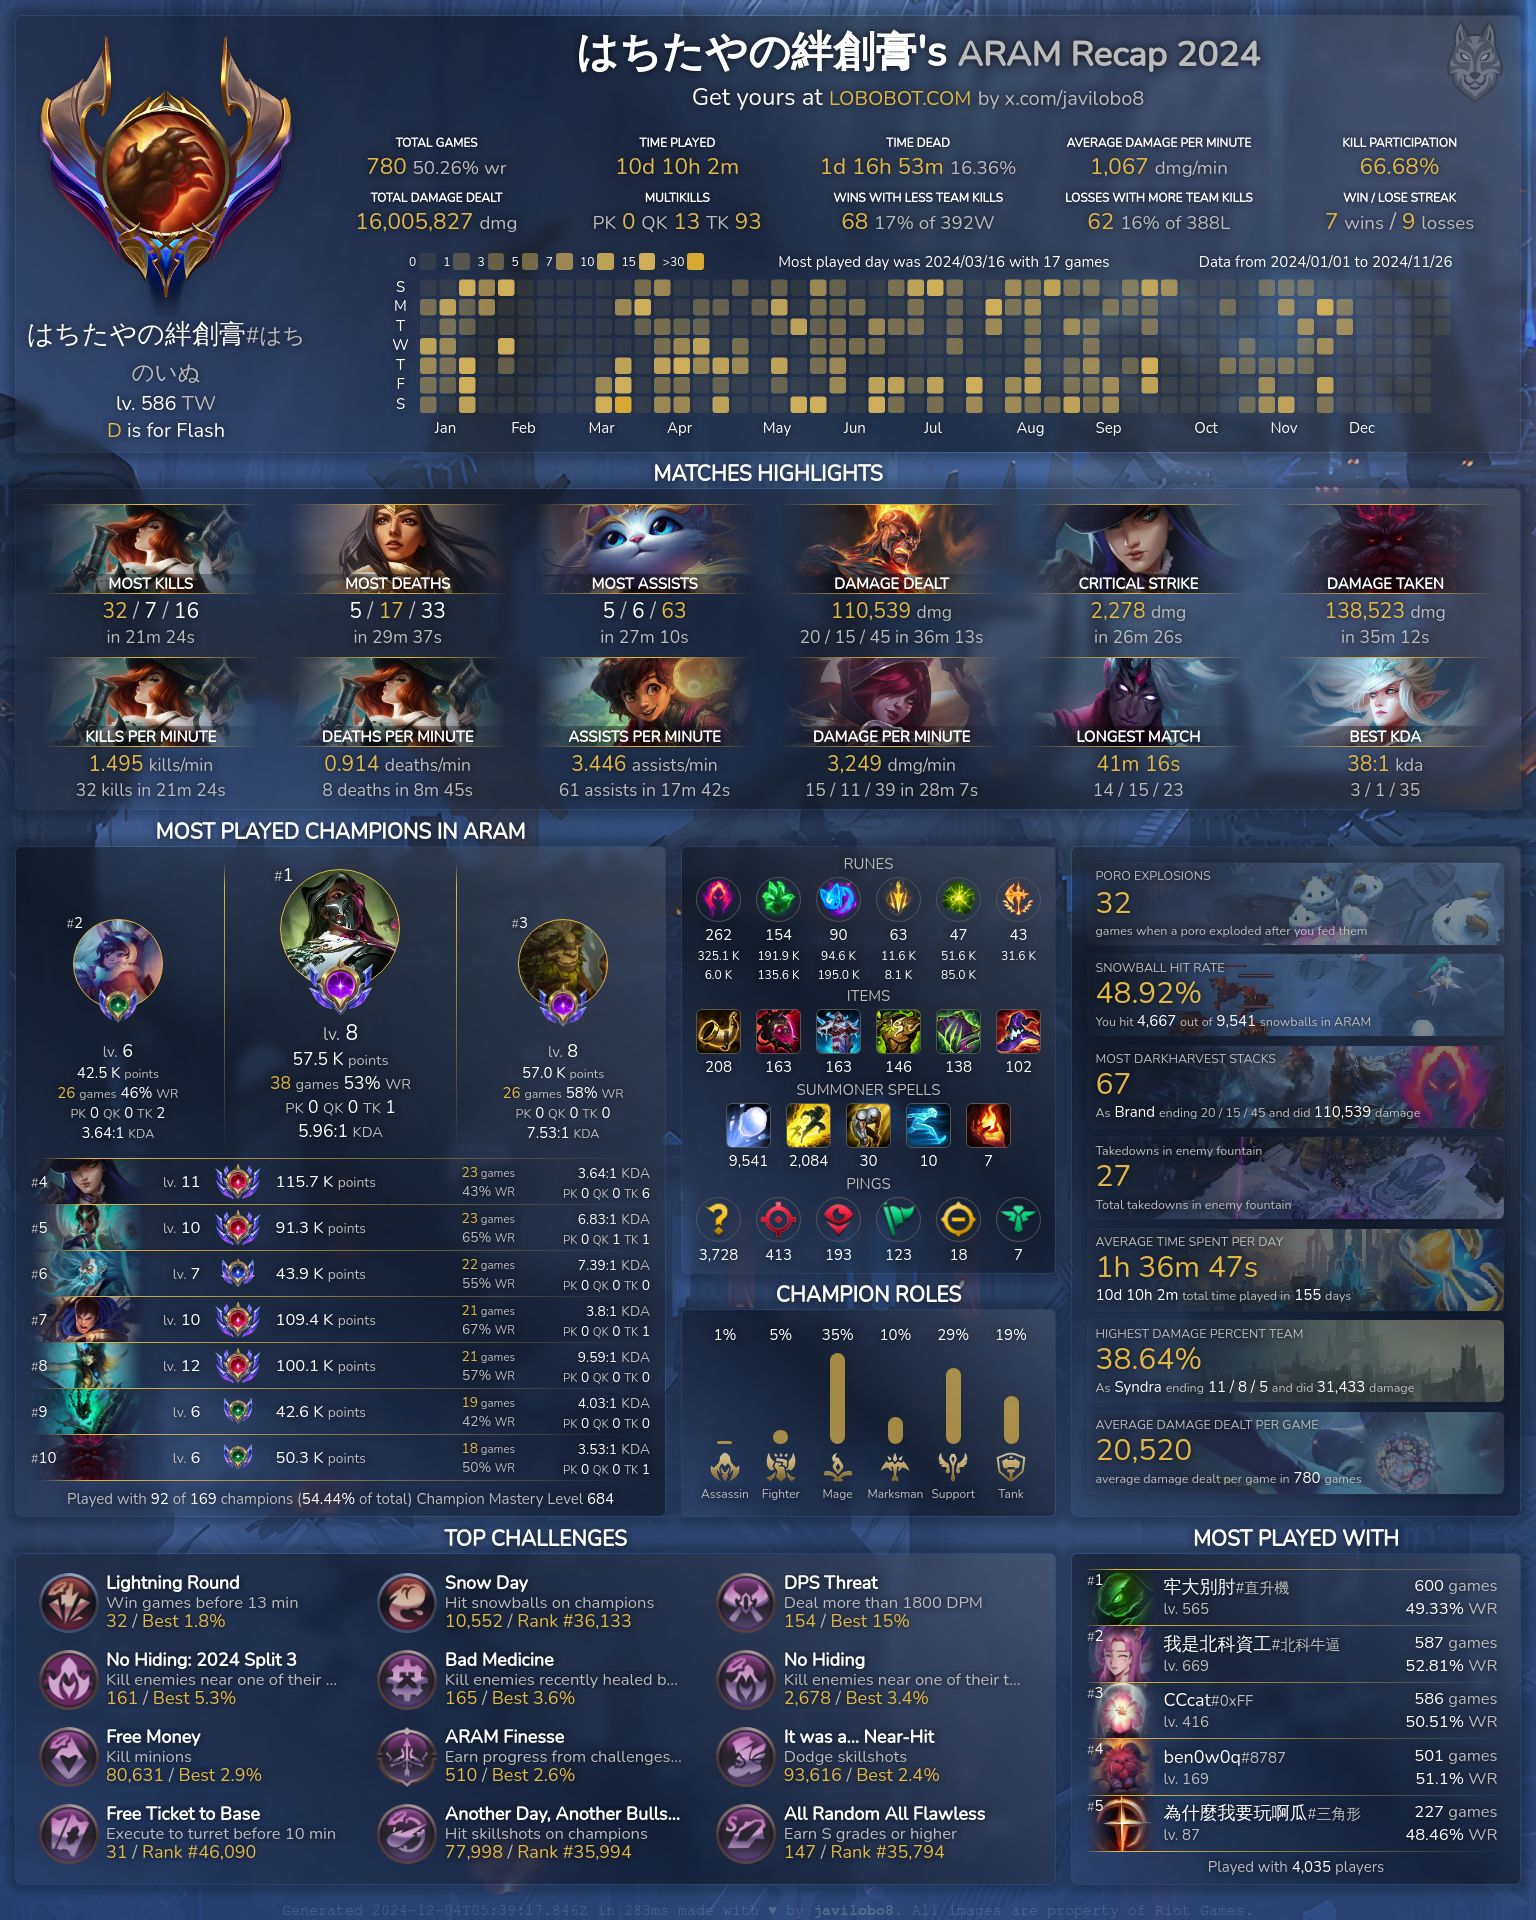 はちたやの絆創膏's ARAM Recap 2024
Get yours at LOBOBOT.COM by x.com/javilobo8
TOTAL GAMES TIME PLAYED TIME DEAD AVERAGE DAMAGE PER MINUTE KILL PARTICIPATION
780 50.26% wr 10d 10h 2m 1d 16h 53m 16.36% 1,067 dmg/min 66.68%
TOTAL DAMAGE DEALT MULTIKILLS WINS WITH LESS TEAM KILLS LOSSES WITH MORE TEAM KILLS WIN / LOSE STREAK
16,005,827 dmg PK 0 QK 13 TK 93 68 17% of 392W 62 16% of 388L 7 wins / 9 losses
0 1 3 5 7 10 15 >30 Most played day was 2024/03/16 with 17 games Data from 2024/01/01 to 2024/11/26
S
M
T
W
T
F
S
Jan Feb Mar Apr May Jun Jul Aug Sep Oct Nov Dec
はちたやの絆創膏#はち
のいぬ
lv. 586 TW
D is for Flash
MATCHES HIGHLIGHTS
MOST KILLS MOST DEATHS MOST ASSISTS DAMAGE DEALT CRITICAL STRIKE DAMAGE TAKEN
32 / 7 / 16 5 / 17 / 33 5 / 6 / 63 110,539 dmg 2,278 dmg 138,523 dmg
in 21m 24s in 29m 37s in 27m 10s 20 / 15 / 45 in 36m 13s in 26m 26s in 35m 12s
KILLS PER MINUTE DEATHS PER MINUTE ASSISTS PER MINUTE DAMAGE PER MINUTE LONGEST MATCH BEST KDA
1.495 kills/min 0.914 deaths/min 3.446 assists/min 3,249 dmg/min 41m 16s 38:1 kda
32 kills in 21m 24s 8 deaths in 8m 45s 61 assists in 17m 42s 15 / 11 / 39 in 28m 7s 14 / 15 / 23 3 / 1 / 35
MOST PLAYED CHAMPIONS IN ARAM
#2
lv. 6
42.5 K points
26 games 46% WR
PK 0 QK 0 TK 2
3.64:1 KDA
#1
lv. 8
57.5 K points
38 games 53% WR
PK 0 QK 0 TK 1
5.96:1 KDA
#3
lv. 8
57.0 K points
26 games 58% WR
PK 0 QK 0 TK 0
7.53:1 KDA
#4 lv. 11 115.7 K points 23 games 3.64:1 KDA
43% WR PK 0 QK 0 TK 6
#5 lv. 10 91.3 K points 23 games 6.83:1 KDA
65% WR PK 0 QK 1 TK 1
#6 lv. 7 43.9 K points 22 games 7.39:1 KDA
55% WR PK 0 QK 0 TK 0
#7 lv. 10 109.4 K points 21 games 3.8:1 KDA
67% WR PK 0 QK 0 TK 1
#8 lv. 12 100.1 K points 21 games 9.59:1 KDA
57% WR PK 0 QK 0 TK 0
#9 lv. 6 42.6 K points 19 games 4.03:1 KDA
42% WR PK 0 QK 0 TK 0
#10 lv. 6 50.3 K points 18 games 3.53:1 KDA
50% WR PK 0 QK 0 TK 1
Played with 92 of 169 champions (54.44% of total) Champion Mastery Level 684
RUNES
262 154 90 63 47 43
325.1 K 191.9 K 94.6 K 11.6 K 51.6 K 31.6 K
6.0 K 135.6 K 195.0 K 8.1 K 85.0 K
ITEMS
208 163 163 146 138 102
SUMMONER SPELLS
9,541 2,084 30 10 7
PINGS
3,728 413 193 123 18 7
CHAMPION ROLES
1% 5% 35% 10% 29% 19%
Assassin Fighter Mage Marksman Support Tank
PORO EXPLOSIONS
32
games when a poro exploded after you fed them
SNOWBALL HIT RATE
48.92%
You hit 4,667 out of 9,541 snowballs in ARAM
MOST DARKHARVEST STACKS
67
As Brand ending 20 / 15 / 45 and did 110,539 damage
Takedowns in enemy fountain
27
Total takedowns in enemy fountain
AVERAGE TIME SPENT PER DAY
1h 36m 47s
10d 10h 2m total time played in 155 days
HIGHEST DAMAGE PERCENT TEAM
38.64%
As Syndra ending 11 / 8 / 5 and did 31,433 damage
AVERAGE DAMAGE DEALT PER GAME
20,520
average damage dealt per game in 780 games
TOP CHALLENGES
Lightning Round Snow Day DPS Threat
Win games before 13 min Hit snowballs on champions Deal more than 1800 DPM
32 / Best 1.8% 10,552 / Rank #36,133 154 / Best 15%
No Hiding: 2024 Split 3 Bad Medicine No Hiding
Kill enemies near one of their ... Kill enemies recently healed b... Kill enemies near one of their t...
161 / Best 5.3% 165 / Best 3.6% 2,678 / Best 3.4%
Free Money ARAM Finesse It was a... Near-Hit
Kill minions Earn progress from challenges... Dodge skillshots
80,631 / Best 2.9% 510 / Best 2.6% 93,616 / Best 2.4%
Free Ticket to Base Another Day, Another Bulls... All Random All Flawless
Execute to turret before 10 min Hit skillshots on champions Earn S grades or higher
31 / Rank #46,090 77,998 / Rank #35,994 147 / Rank #35,794
MOST PLAYED WITH
#1 牢大別肘#直升機 600 games
lv. 565 49.33% WR
#2 我是北科資工#北科牛逼 587 games
lv. 669 52.81% WR
#3 CCcat#0xFF 586 games
lv. 416 50.51% WR
#4 ben0w0q#8787 501 games
lv. 169 51.1% WR
#5 為什麼我要玩啊瓜#三角形 227 games
lv. 87 48.46% WR
Played with 4,035 players
Generated 2024-12-04T05:39:17.846Z in 283ms made with ♥ by javilobo8. All images are property of Riot Games.